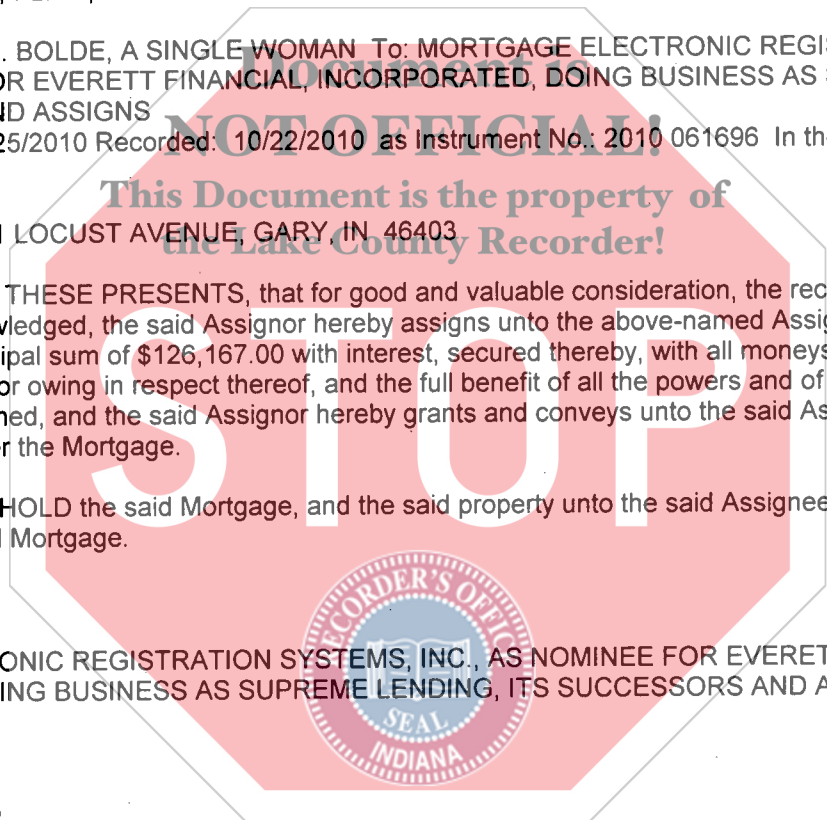 . BOLDE, A SINGLE WOMAN To: MORTGAGE ELECTRONIC REGIS
OR EVERETT FINANCIAL, INCORPORATED, DOING BUSINESS AS
Document is
ND ASSIGNS
NOT OFFICIAL!
25/2010 Recorded: 10/22/2010 as Instrument No.: 2010 061696 In the
This Document is the property of
LOCUST AVENUE, GARY, IN 46403
the Lake County Recorder!
THESE PRESENTS, that for good and valuable consideration, the rec
wledged, the said Assignor hereby assigns unto the above-named Assig
ipal sum of $126,167.00 with interest, secured thereby, with all moneys
or owing in respect thereof, and the full benefit of all the powers and of
ned, and the said Assignor hereby grants and conveys unto the said As
r the Mortgage.
STOP
HOLD the said Mortgage, and the said property unto the said Assignee
Mortgage.
RECORDER'S OFFICE
ONIC REGISTRATION SYSTEMS, INC., AS NOMINEE FOR EVERET
ING BUSINESS AS SUPREME LENDING, ITS SUCCESSORS AND A
SEAL
INDIANA